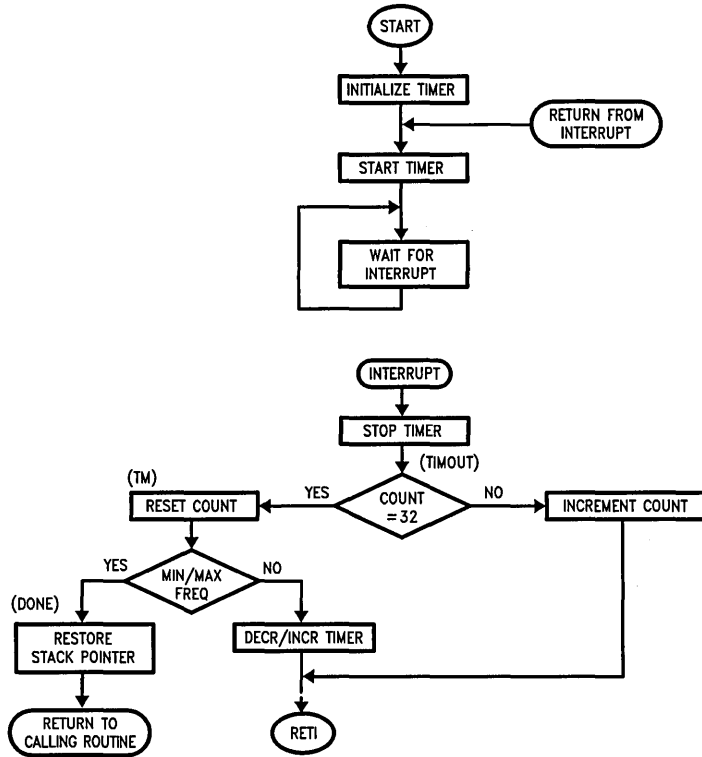 START
INITIALIZE TIMER
RETURN FROM
INTERRUPT
START TIMER
WAIT FOR
INTERRUPT
INTERRUPT
STOP TIMER
(TIMOUT)
(TM)
YES
COUNT
=32
NO
RESET COUNT
INCREMENT COUNT
YES
MIN/MAX
FREQ
NO
(DONE)
RESTORE
STACK POINTER
DECR/INCR TIMER
RETURN TO
CALLING ROUTINE
RETI